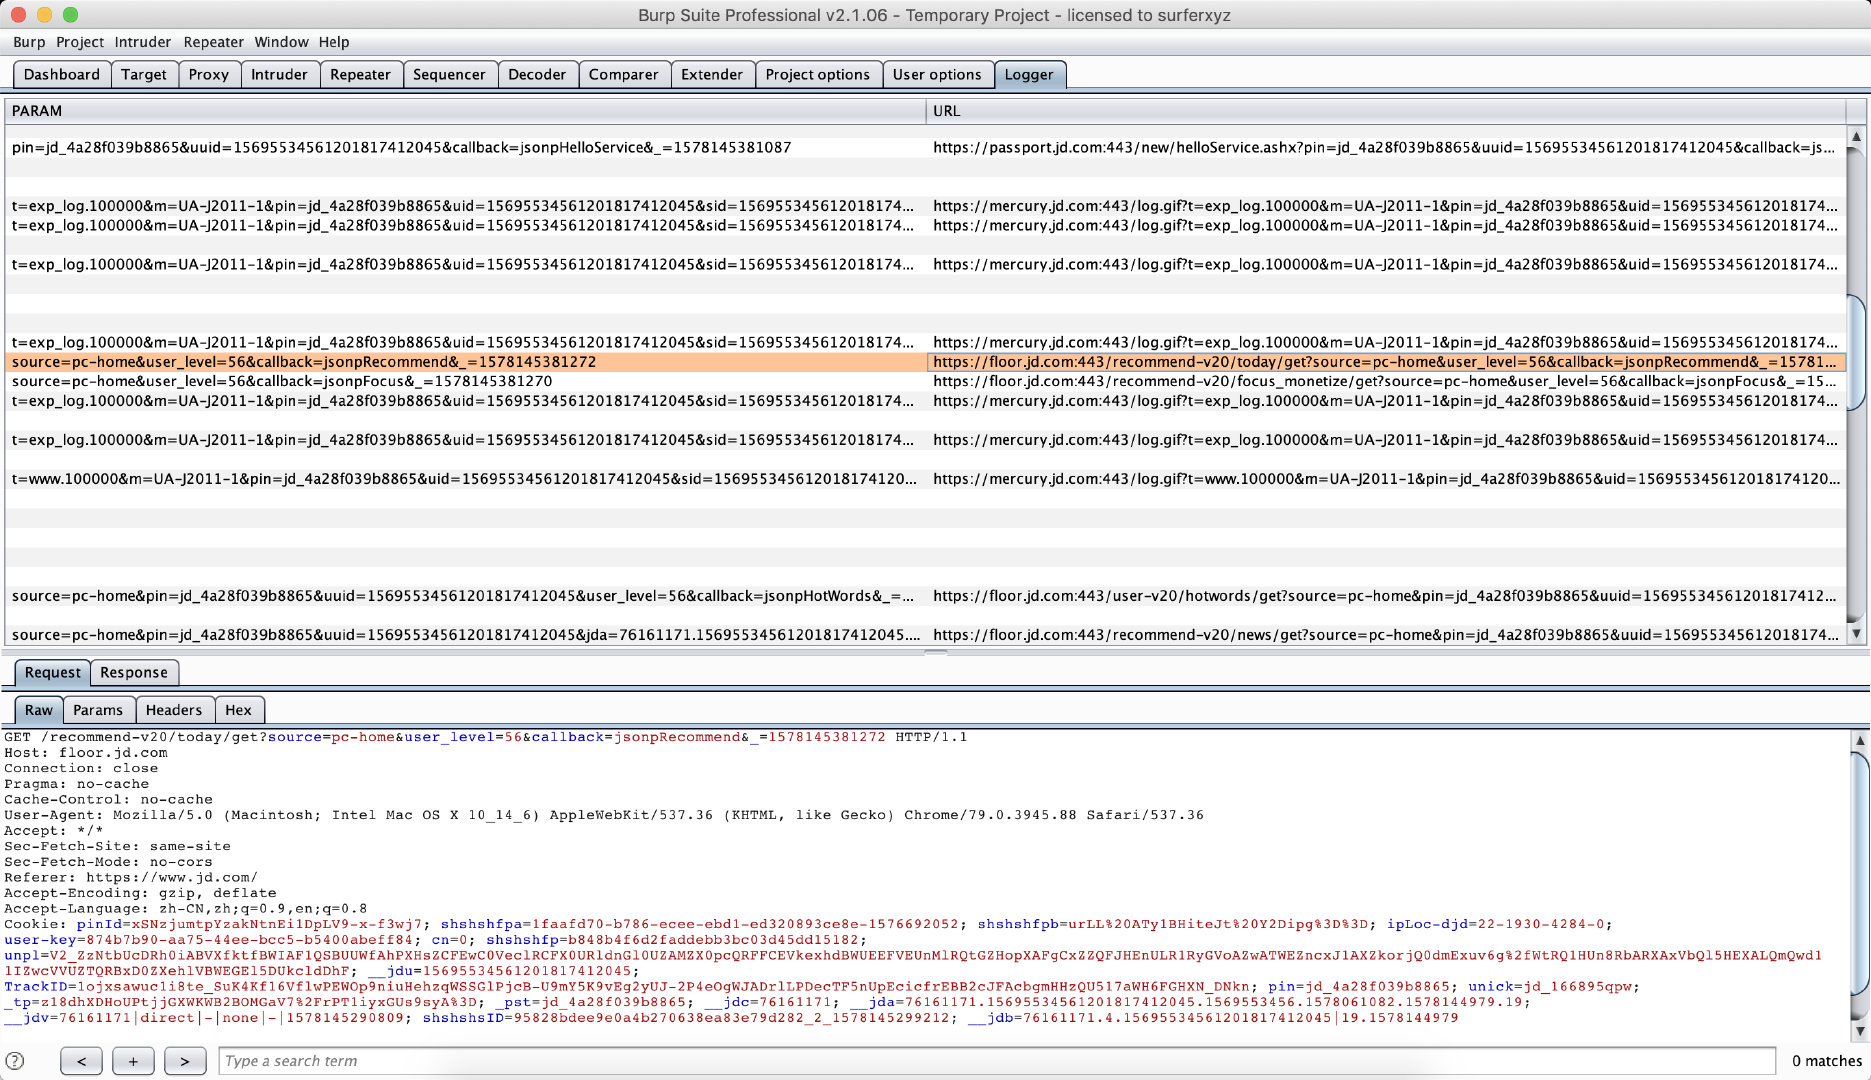 Burp Suite Professional v2.1.06 - Temporary Project - licensed to surferxyz
Burp Project Intruder Repeater Window Help
Dashboard Target Proxy Intruder Repeater Sequencer Decoder Comparer Extender Project options User options Logger
PARAM URL
pin=jd_4a28f039b8865&uuid=15695534561201817412045&callback=jsonpHelloService&_=1578145381087 https://passport.jd.com:443/new/helloService.ashx?pin=jd_4a28f039b8865&uuid=15695534561201817412045&callback=js...
t=exp_log.100000&m=UA-J2011-1&pin=jd_4a28f039b8865&uid=15695534561201817412045&sid=156955345612018174... https://mercury.jd.com:443/log.gif?t=exp_log.100000&m=UA-J2011-1&pin=jd_4a28f039b8865&uid=156955345612018174...
t=exp_log.100000&m=UA-J2011-1&pin=jd_4a28f039b8865&uid=15695534561201817412045&sid=156955345612018174... https://mercury.jd.com:443/log.gif?t=exp_log.100000&m=UA-J2011-1&pin=jd_4a28f039b8865&uid=156955345612018174...
t=exp_log.100000&m=UA-J2011-1&pin=jd_4a28f039b8865&uid=15695534561201817412045&sid=156955345612018174... https://mercury.jd.com:443/log.gif?t=exp_log.100000&m=UA-J2011-1&pin=jd_4a28f039b8865&uid=156955345612018174...
t=exp_log.100000&m=UA-J2011-1&pin=jd_4a28f039b8865&uid=15695534561201817412045&sid=156955345612018174... https://mercury.jd.com:443/log.gif?t=exp_log.100000&m=UA-J2011-1&pin=jd_4a28f039b8865&uid=156955345612018174...
source=pc-home&user_level=56&callback=jsonpRecommend&_=1578145381272 https://floor.jd.com:443/recommend-v20/today/get?source=pc-home&user_level=56&callback=jsonpRecommend&_=15781...
source=pc-home&user_level=56&callback=jsonpFocus&_=1578145381270 https://floor.jd.com:443/recommend-v20/focus_monetize/get?source=pc-home&user_level=56&callback=jsonpFocus&_=15...
t=exp_log.100000&m=UA-J2011-1&pin=jd_4a28f039b8865&uid=15695534561201817412045&sid=156955345612018174... https://mercury.jd.com:443/log.gif?t=exp_log.100000&m=UA-J2011-1&pin=jd_4a28f039b8865&uid=156955345612018174...
t=exp_log.100000&m=UA-J2011-1&pin=jd_4a28f039b8865&uid=15695534561201817412045&sid=156955345612018174... https://mercury.jd.com:443/log.gif?t=exp_log.100000&m=UA-J2011-1&pin=jd_4a28f039b8865&uid=156955345612018174...
t=www.100000&m=UA-J2011-1&pin=jd_4a28f039b8865&uid=15695534561201817412045&sid=156955345612018174120... https://mercury.jd.com:443/log.gif?t=www.100000&m=UA-J2011-1&pin=jd_4a28f039b8865&uid=156955345612018174120...
source=pc-home&pin=jd_4a28f039b8865&uuid=15695534561201817412045&user_level=56&callback=jsonpHotWords&_=... https://floor.jd.com:443/user-v20/hotwords/get?source=pc-home&pin=jd_4a28f039b8865&uuid=15695534561201817412...
source=pc-home&pin=jd_4a28f039b8865&uuid=15695534561201817412045&jda=76161171.15695534561201817412045.... https://floor.jd.com:443/recommend-v20/news/get?source=pc-home&pin=jd_4a28f039b8865&uuid=156955345612018174...
Request Response
Raw Params Headers Hex
GET /recommend-v20/today/get?source=pc-home&user_level=56&callback=jsonpRecommend&_=1578145381272 HTTP/1.1
Host: floor.jd.com
Connection: close
Pragma: no-cache
Cache-Control: no-cache
User-Agent: Mozilla/5.0 (Macintosh; Intel Mac OS X 10_14_6) AppleWebKit/537.36 (KHTML, like Gecko) Chrome/79.0.3945.88 Safari/537.36
Accept: */*
Sec-Fetch-Site: same-site
Sec-Fetch-Mode: no-cors
Referer: https://www.jd.com/
Accept-Encoding: gzip, deflate
Accept-Language: zh-CN,zh;q=0.9,en;q=0.8
Cookie: pinId=xSNzjumtpYzakNtnEi1DpLV9-x-f3wj7; shshshfpa=1faafd70-b786-ecee-ebd1-ed320893ce8e-1576692052; shshshfpb=urLL%20ATy1BHiteJt%20Y2Dipg%3D%3D; ipLoc-djd=22-1930-4284-0;
user-key=874b7b90-aa75-44ee-bcc5-b5400abeff84; cn=0; shshshfp=b848b4f6d2faddebb3bc03d45dd15182;
unpl=V2_ZzNtbUcDRh0iABVXfktfBWIAF1QSBUUWfAhPXHsZCFEwC0VeclRCFX0URldnGl0UZAMZX0pcQRFFCEVkexhdBWUEEFVEUnMlRQtGZHopXAFgCxZZQFJHEnULR1RyGVoAZwATWEZncxJ1AXZkorjQ0dmExuv6g%2fWtRQ1HUn8RbARXAxVbQl5HEXALQmQwdl
1IZwcVVUZTQRBxD0ZXehlVBWEGEl5DUkcldDhF; __jdu=15695534561201817412045;
TrackID=1ojxsawuc1i8te_SuK4Kf16VflwPEWOp9niuHehzqWSSGlPjcB-U9mY5K9vEg2yUJ-2P4eOgWJADrlLPDecTF5nUpEcicfrEBB2cJFAcbgmHHzQU517aWH6FGHXN_DNkn; pin=jd_4a28f039b8865; unick=jd_166895qpw;
_tp=z18dhXDHoUPtjjGXWKWB2BOMGaV7%2FrPT1iyxGUs9syA%3D; _pst=jd_4a28f039b8865; __jdc=76161171; __jda=76161171.15695534561201817412045.1569553456.1578061082.1578144979.19;
__jdv=76161171|direct|-|none|-|1578145290809; shshshsID=95828bdee9e0a4b270638ea83e79d282_2_1578145299212; __jdb=76161171.4.15695534561201817412045|19.1578144979
? < + > Type a search term 0 matches